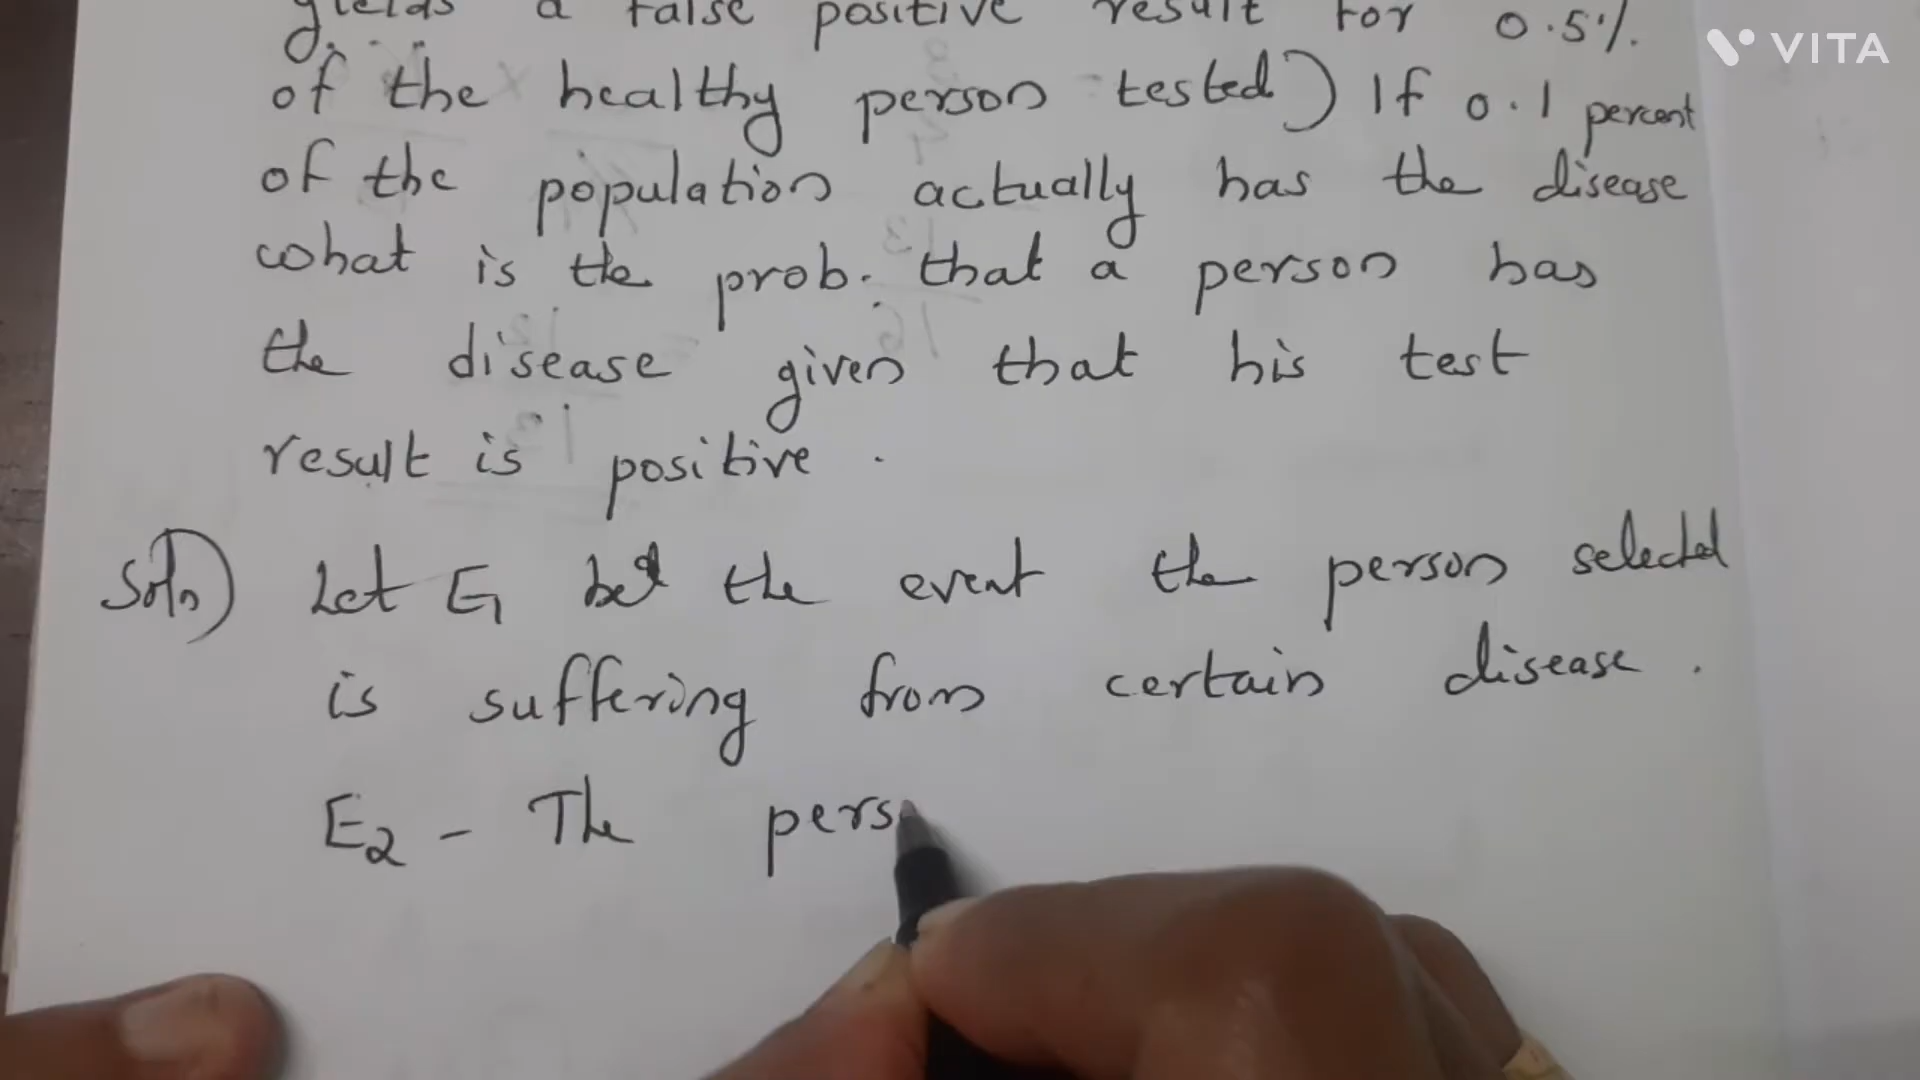 yields a false positive result for 0.5%.
of the healthy person tested) If 0.1 percent
of the population actually has the disease
what is the prob. that a person has
the disease given that his test
result is positive.
Soln) Let E1 be the event the person selected
is suffering from certain disease.
E2 - The pers
VITA